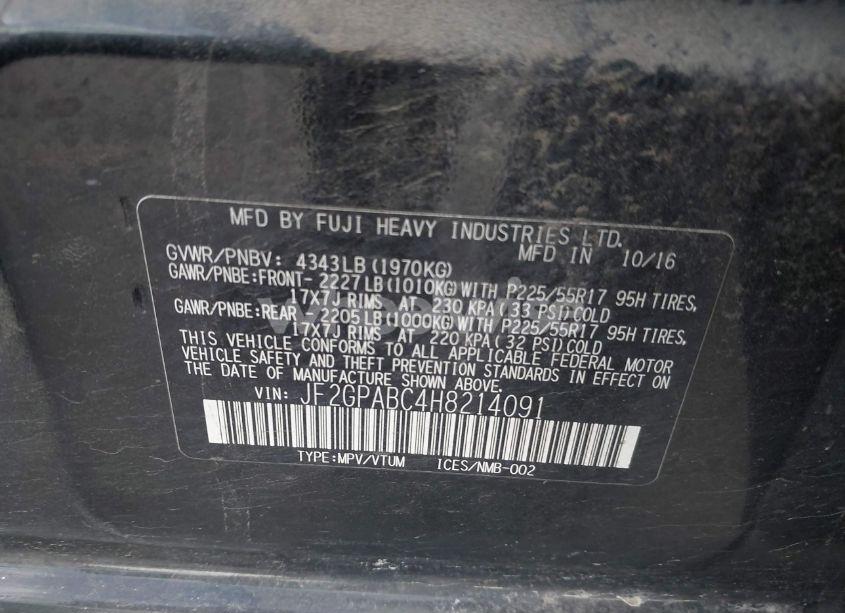 MFD BY FUJI HEAVY INDUSTRIES LTD.
MFD IN 10/16
GVWR/PNBV: 4343LB(1970KG)
GAWR/PNBE:FRONT- 2227LB(1010KG)WITH P225/55R17 95H TIRES,
17X7J RIMS AT 230 KPA(33 PSI)COLD
GAWR/PNBE:REAR - 2205LB(1000KG)WITH P225/55R17 95H TIRES,
17X7J RIMS AT 220 KPA(32 PSI)COLD
THIS VEHICLE CONFORMS TO ALL APPLICABLE FEDERAL MOTOR
VEHICLE SAFETY AND THEFT PREVENTION STANDARDS IN EFFECT ON
THE DATE OF MANUFACTURE SHOWN ABOVE.
VIN: JF2GPABC4H8214091
TYPE:MPV/VTUM ICES/NMB-002